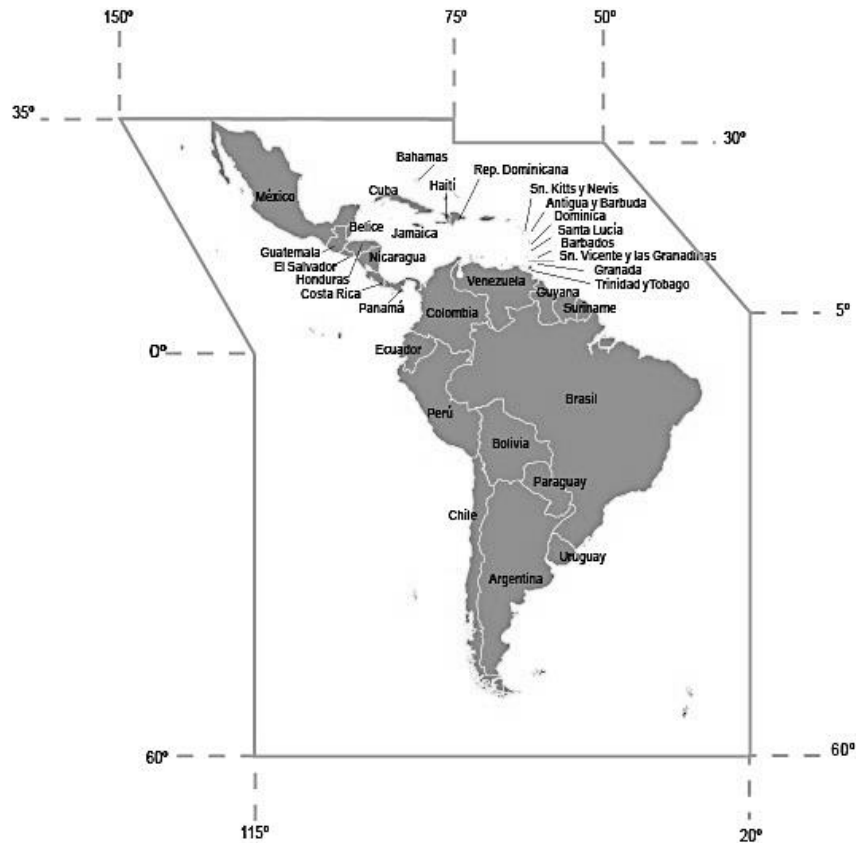 150º
75º
50º
35º
30º
Bahamas
Rep. Dominicana
Haití
Cuba
México
Sn. Kitts y Nevis
Antigua y Barbuda
Dominica
Santa Lucía
Barbados
Sn. Vicente y las Granadinas
Granada
Trinidad y Tobago
Belice
Jamaica
Guatemala
El Salvador
Nicaragua
Honduras
Costa Rica
Panamá
Venezuela
Guyana
Suriname
Colombia
5º
0º
Ecuador
Perú
Brasil
Bolivia
Paraguay
Chile
Uruguay
Argentina
60º
60º
115º
20º